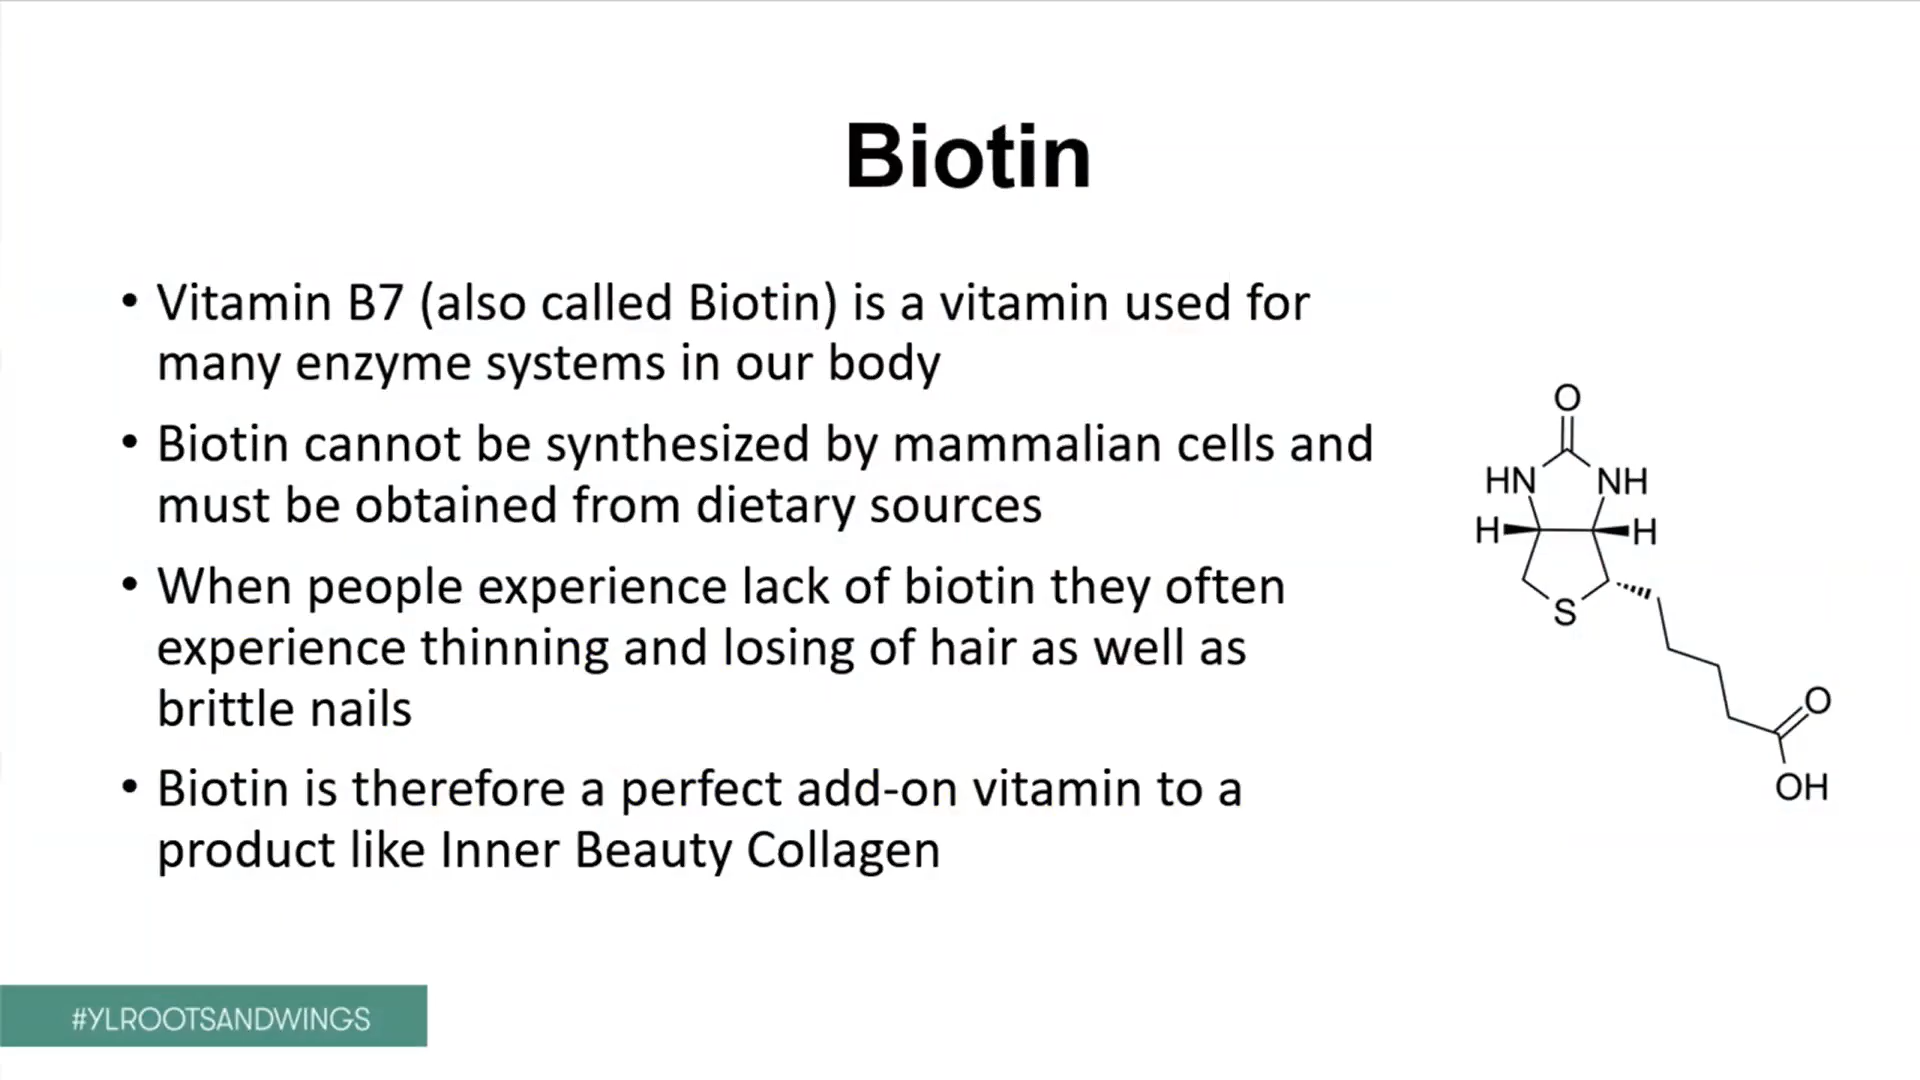 Biotin
• Vitamin B7 (also called Biotin) is a vitamin used for
many enzyme systems in our body
• Biotin cannot be synthesized by mammalian cells and
must be obtained from dietary sources
• When people experience lack of biotin they often
experience thinning and losing of hair as well as
brittle nails
• Biotin is therefore a perfect add-on vitamin to a
product like Inner Beauty Collagen
O
HN NH
H H
S
O
OH
#YLROOTSANDWINGS